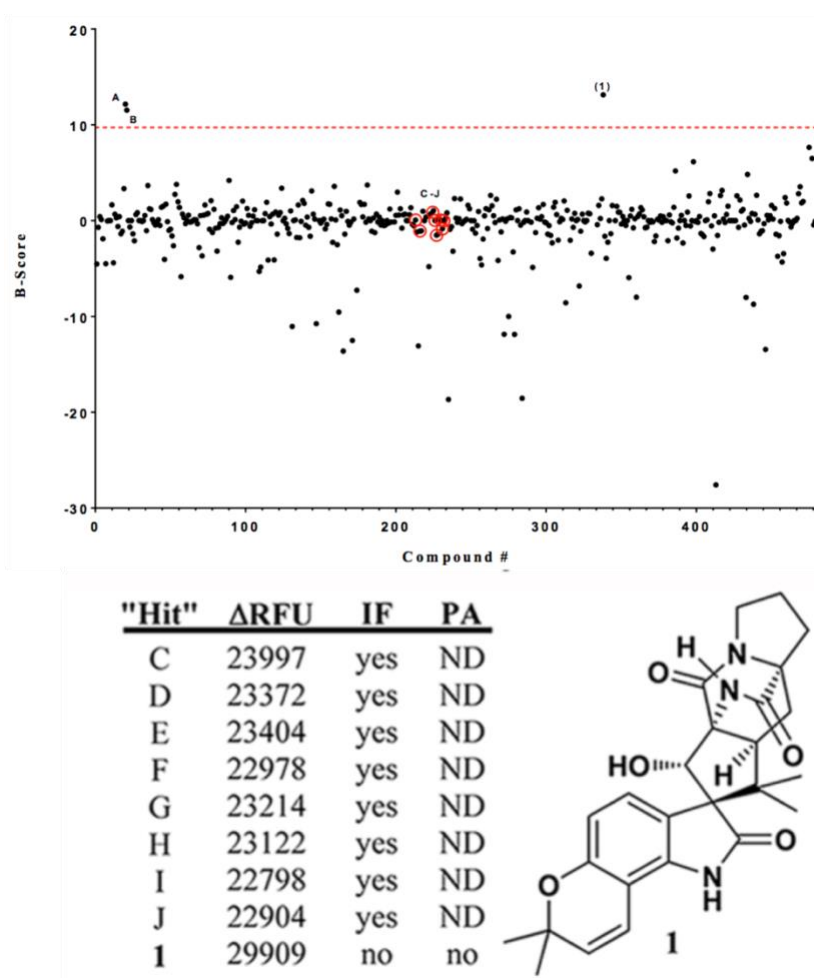 20
A
B
(1)
10
C-J
0
B-Score
-10
-20
-30
0 100 200 300 400
Compound #
"Hit" ΔRFU IF PA
C 23997 yes ND
D 23372 yes ND
E 23404 yes ND
F 22978 yes ND
G 23214 yes ND
H 23122 yes ND
I 22798 yes ND
J 22904 yes ND
1 29909 no no
H
N
O
N
HO
H
O
O
N
H
O
1